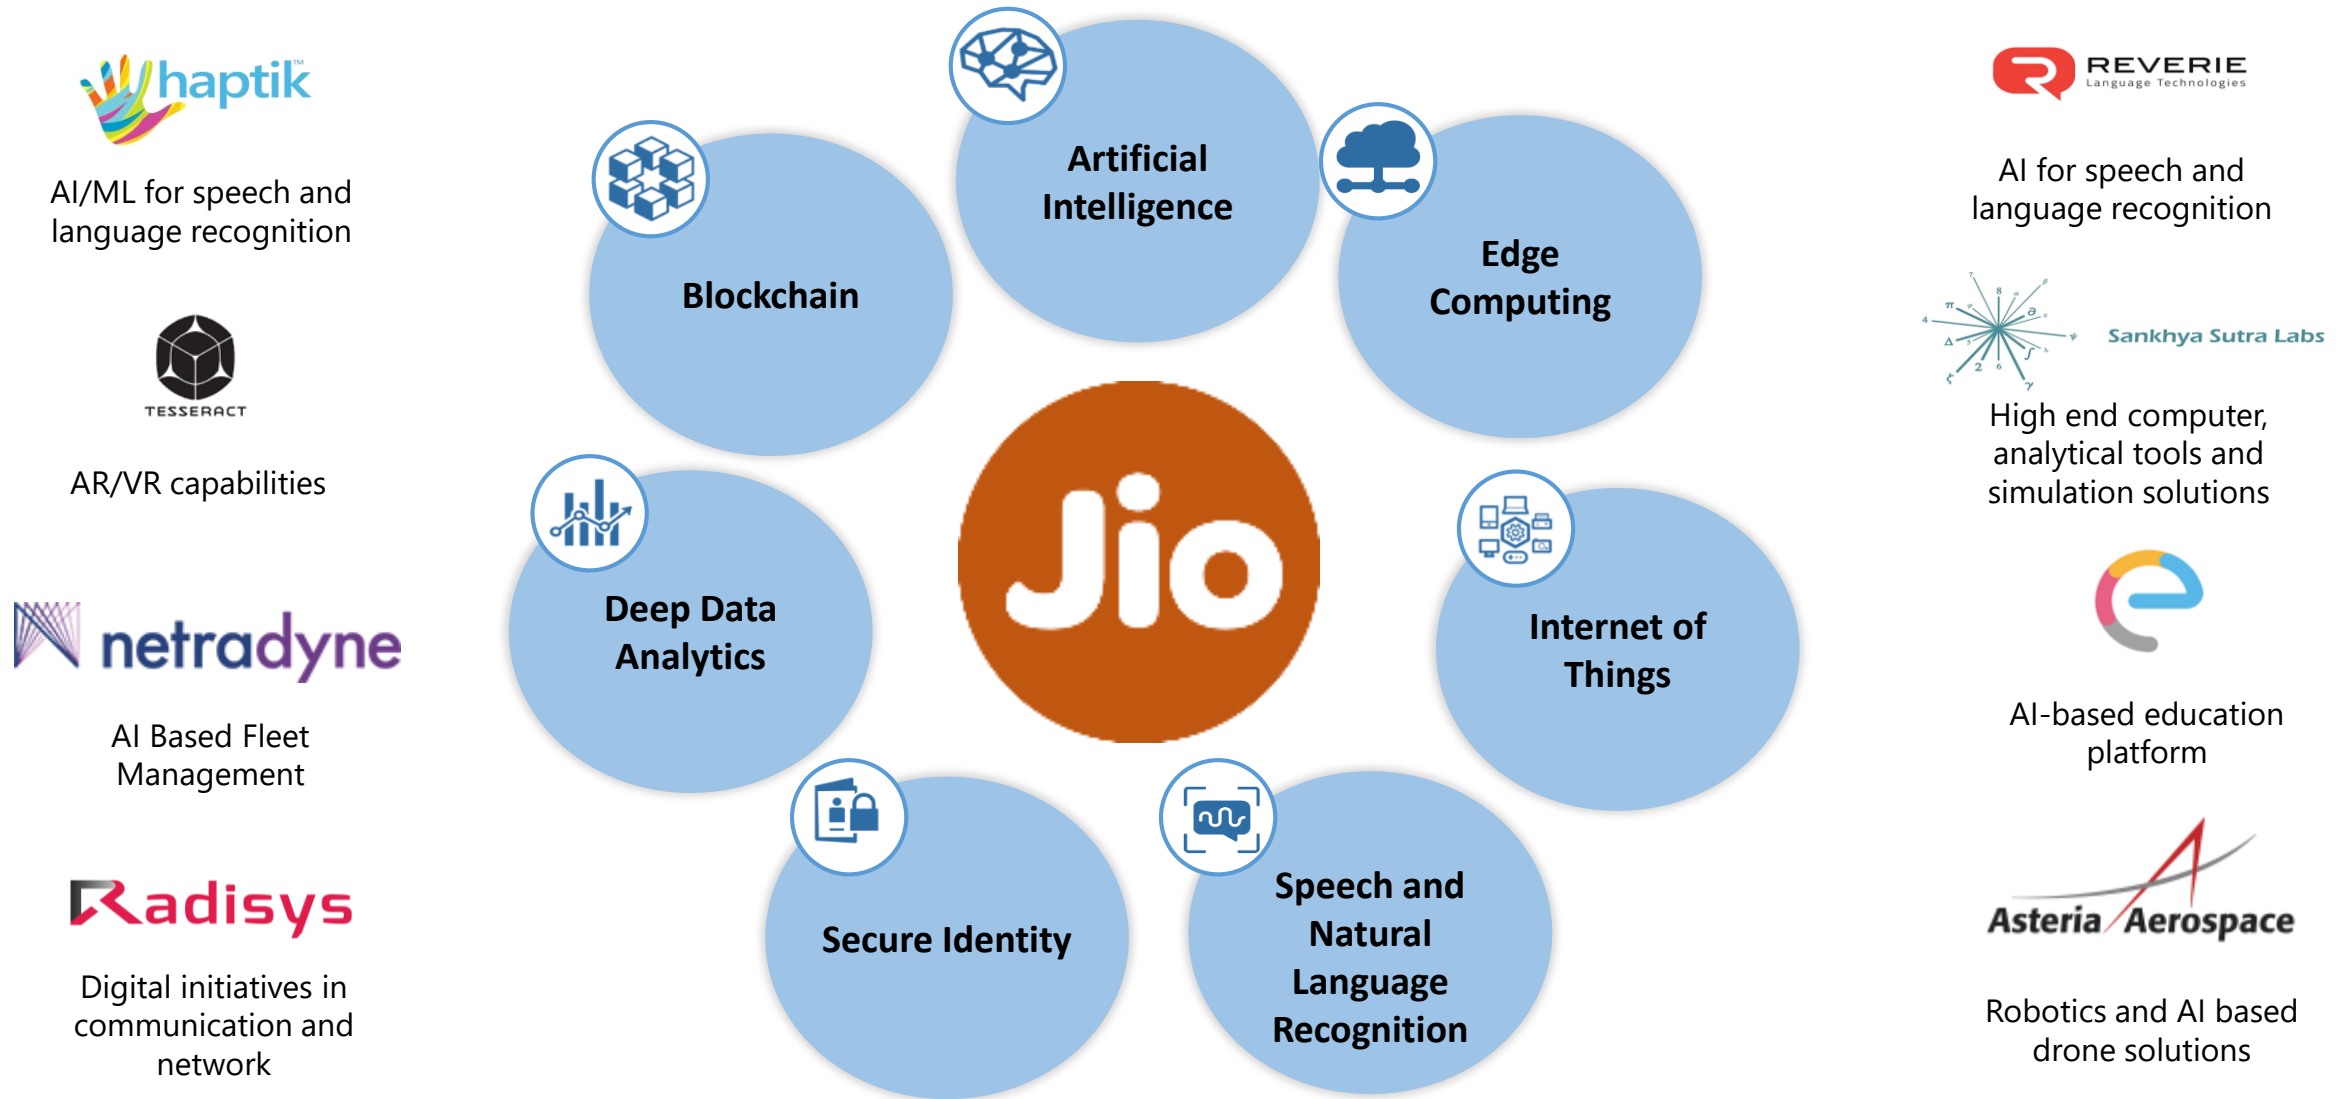 haptik™
AI/ML for speech and
language recognition
TESSERACT
AR/VR capabilities
netradyne
AI Based Fleet
Management
Radisys
Digital initiatives in
communication and
network
Artificial
Intelligence
Blockchain
Edge
Computing
Jio
Deep Data
Analytics
Internet of
Things
Secure Identity
Speech and
Natural
Language
Recognition
REVERIE
Language Technologies
AI for speech and
language recognition
Sankhya Sutra Labs
High end computer,
analytical tools and
simulation solutions
e
AI-based education
platform
Asteria Aerospace
Robotics and AI based
drone solutions